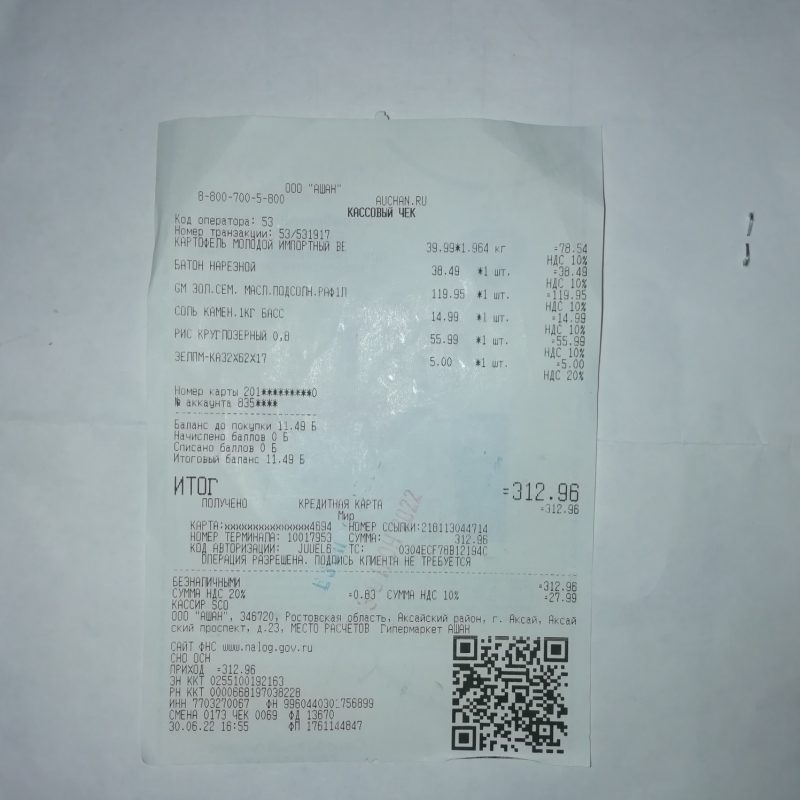 ООО "АШАН"
8-800-700-5-800 AUCHAN.RU
КАССОВЫЙ ЧЕК
Код оператора: 53
Номер транзакции: 53/531917
КАРТОФЕЛЬ МОЛОДОЙ ИМПОРТНЫЙ ВЕ 39.99*1.964 кг =78.54
НДС 10%
БАТОН НАРЕЗНОЙ 38.49 *1 шт. =38.49
НДС 10%
GM ЗОЛ.СЕМ. МАСЛ.ПОДСОЛН.РАФ1Л 119.95 *1 шт. =119.95
НДС 10%
СОЛЬ КАМЕН.1КГ БАСС 14.99 *1 шт. =14.99
НДС 10%
РИС КРУГЛОЗЕРНЫЙ 0,8 55.99 *1 шт. =55.99
НДС 10%
ЗЕЛПМ-КА32Х62Х17 5.00 *1 шт. =5.00
НДС 20%
Номер карты 201*********0
№ аккаунта 835****
Баланс до покупки 11.49 Б
Начислено баллов 0 Б
Списано баллов 0 Б
Итоговый баланс 11.49 Б
ИТОГ =312.96
ПОЛУЧЕНО КРЕДИТНАЯ КАРТА =312.96
Мир
КАРТА:xxxxxxxxxxxxxxx4694 НОМЕР ССЫЛКИ:218113044714
НОМЕР ТЕРМИНАЛА: 10017953 СУММА: 312.96
КОД АВТОРИЗАЦИИ: JUUEL6 ТС: 0304ECF78B12194C
ОПЕРАЦИЯ РАЗРЕШЕНА. ПОДПИСЬ КЛИЕНТА НЕ ТРЕБУЕТСЯ
БЕЗНАЛИЧНЫМИ =312.96
СУММА НДС 20% =0.83 СУММА НДС 10% =27.99
КАССИР SCO
ООО "АШАН", 346720, Ростовская область, Аксайский район, г. Аксай, Аксай
ский проспект, д.23, МЕСТО РАСЧЕТОВ Гипермаркет АШАН
САЙТ ФНС www.nalog.gov.ru
СНО ОСН
ПРИХОД =312.96
ЗН ККТ 0255100192163
РН ККТ 0000668197038228
ИНН 7703270067 ФН 9960440301756899
СМЕНА 0173 ЧЕК 0069 ФД 13670
30.06.22 16:55 ФП 1761144847